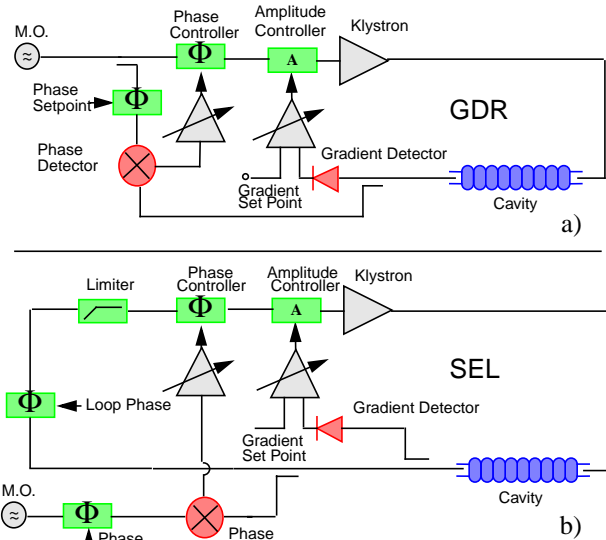 M.O.
≈
Phase
Controller
Φ
Amplitude
Controller
A
Klystron
Phase
Setpoint
Φ
GDR
Phase
Detector
Gradient Detector
Gradient
Set Point
Cavity
a)
Limiter
Phase
Controller
Φ
Amplitude
Controller
A
Klystron
SEL
Φ
Loop Phase
Gradient Detector
Gradient
Set Point
M.O.
≈
Φ
Phase
Phase
Cavity
b)